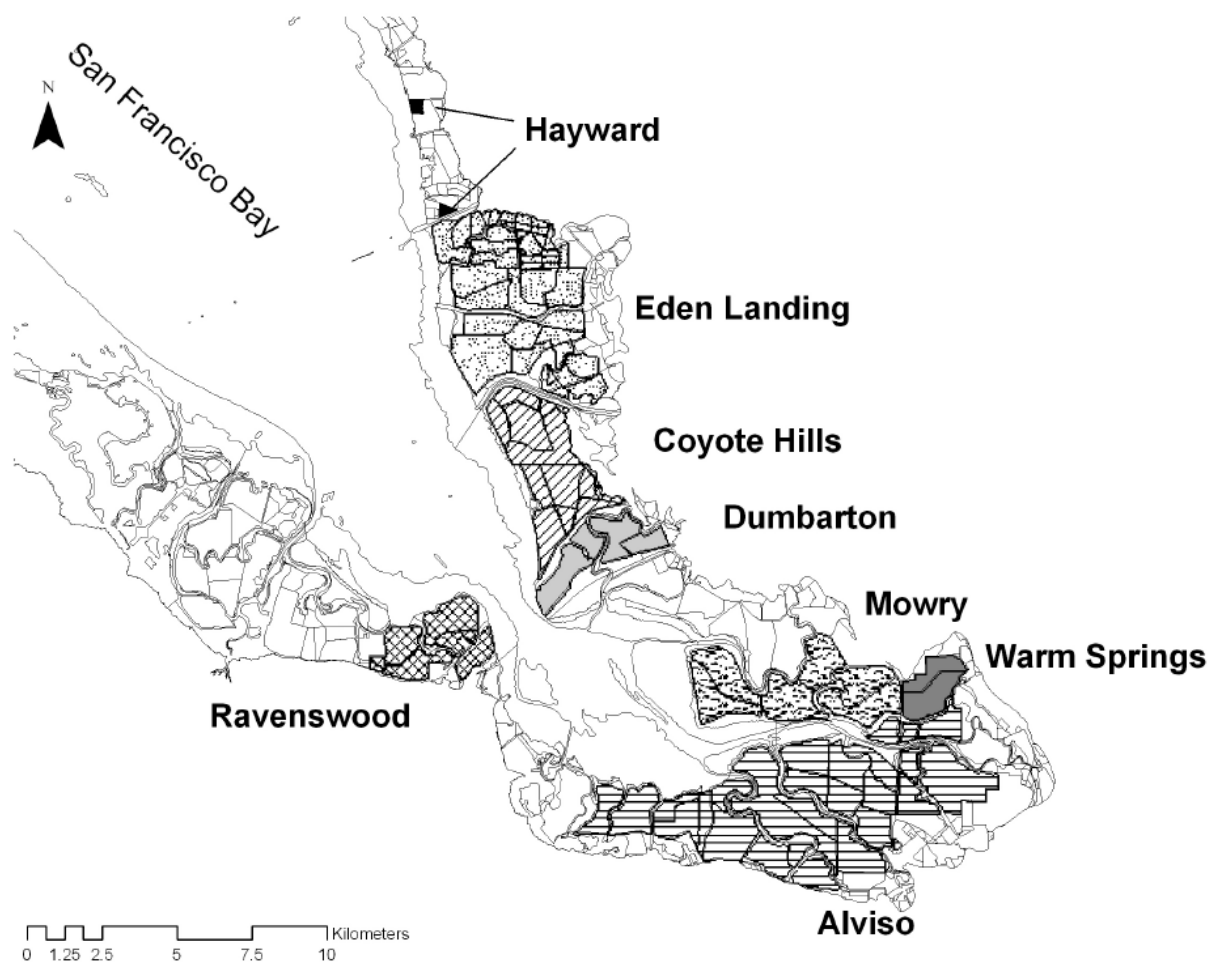 San Francisco Bay
N
Hayward
Eden Landing
Coyote Hills
Dumbarton
Mowry
Warm Springs
Ravenswood
Alviso
Kilometers
0 1.25 2.5 5 7.5 10